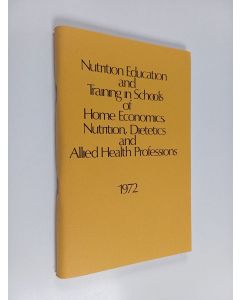 Nutrition Education
and
Training in Schools
of
Home Economics
Nutrition, Dietetics
and
Allied Health Professions
1972